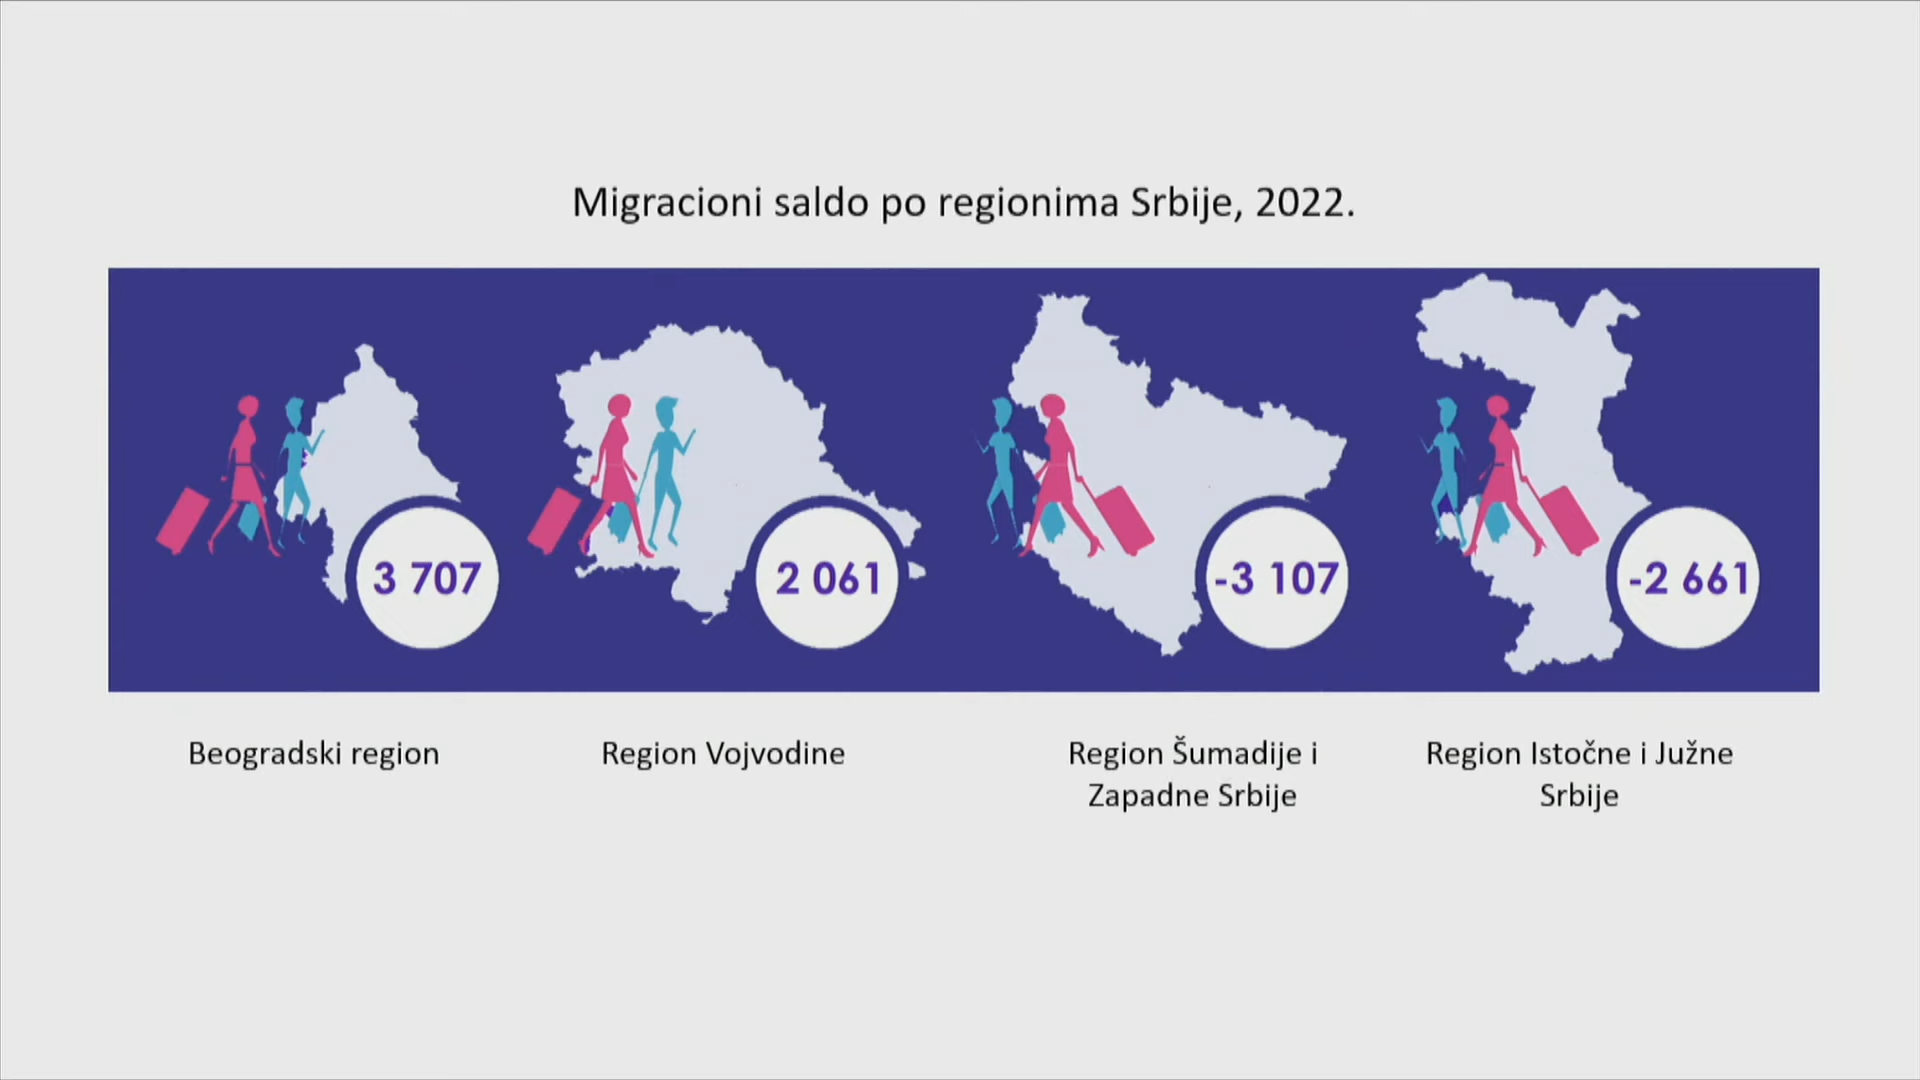 Migracioni saldo po regionima Srbije, 2022.
3 707
2 061
-3 107
-2 661
Beogradski region
Region Vojvodine
Region Šumadije i
Zapadne Srbije
Region Istočne i Južne
Srbije